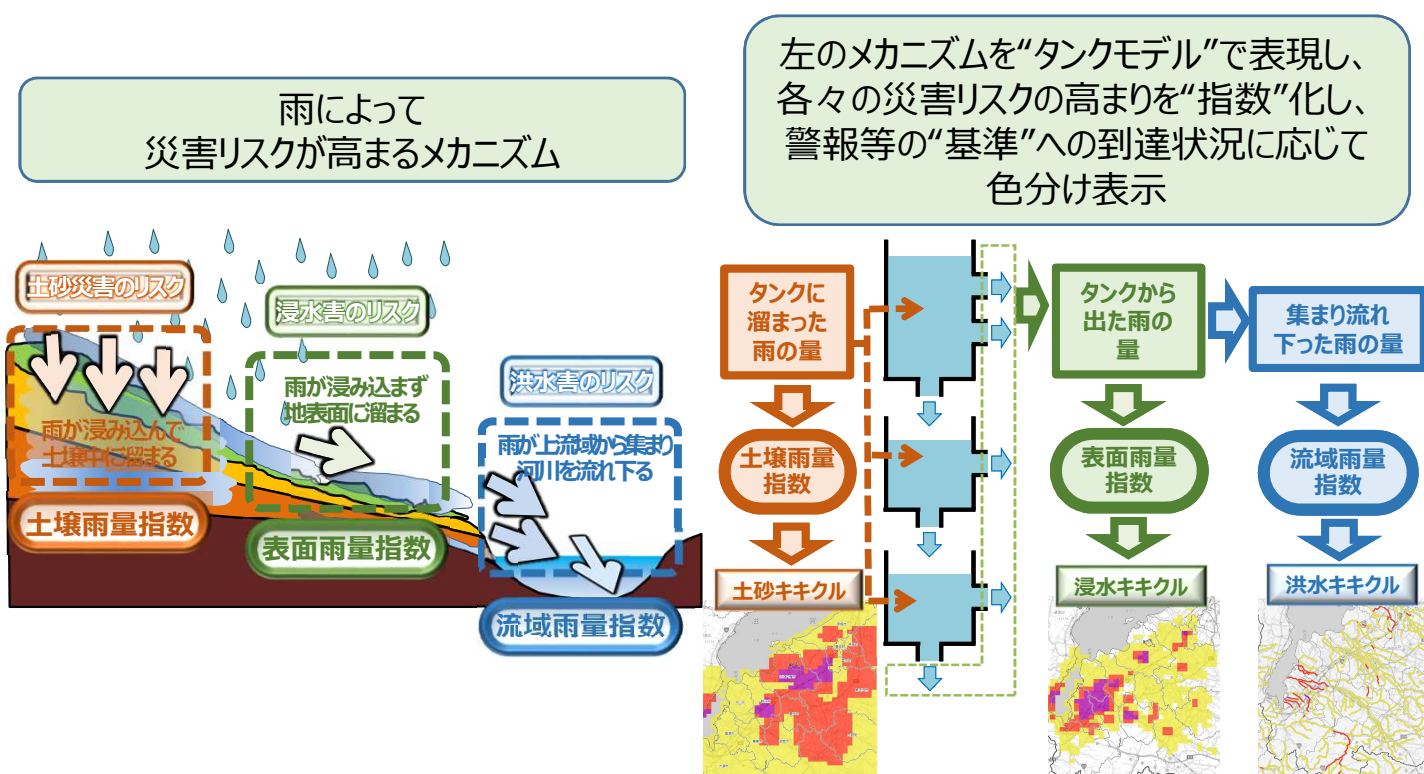 雨によって
災害リスクが高まるメカニズム
左のメカニズムを“タンクモデル”で表現し、
各々の災害リスクの高まりを“指数”化し、
警報等の“基準”への到達状況に応じて
色分け表示
土砂災害のリスク
雨が浸み込んで
土壌中に溜まる
土壌雨量指数
浸水害のリスク
雨が浸み込まず
地表面に溜まる
表面雨量指数
洪水害のリスク
雨が上流域から集まり
河川を流れ下る
流域雨量指数
タンクに
溜まった
雨の量
土壌雨量
指数
土砂キキクル
タンクから
出た雨の
量
表面雨量
指数
浸水キキクル
集まり流れ
下った雨の量
流域雨量
指数
洪水キキクル